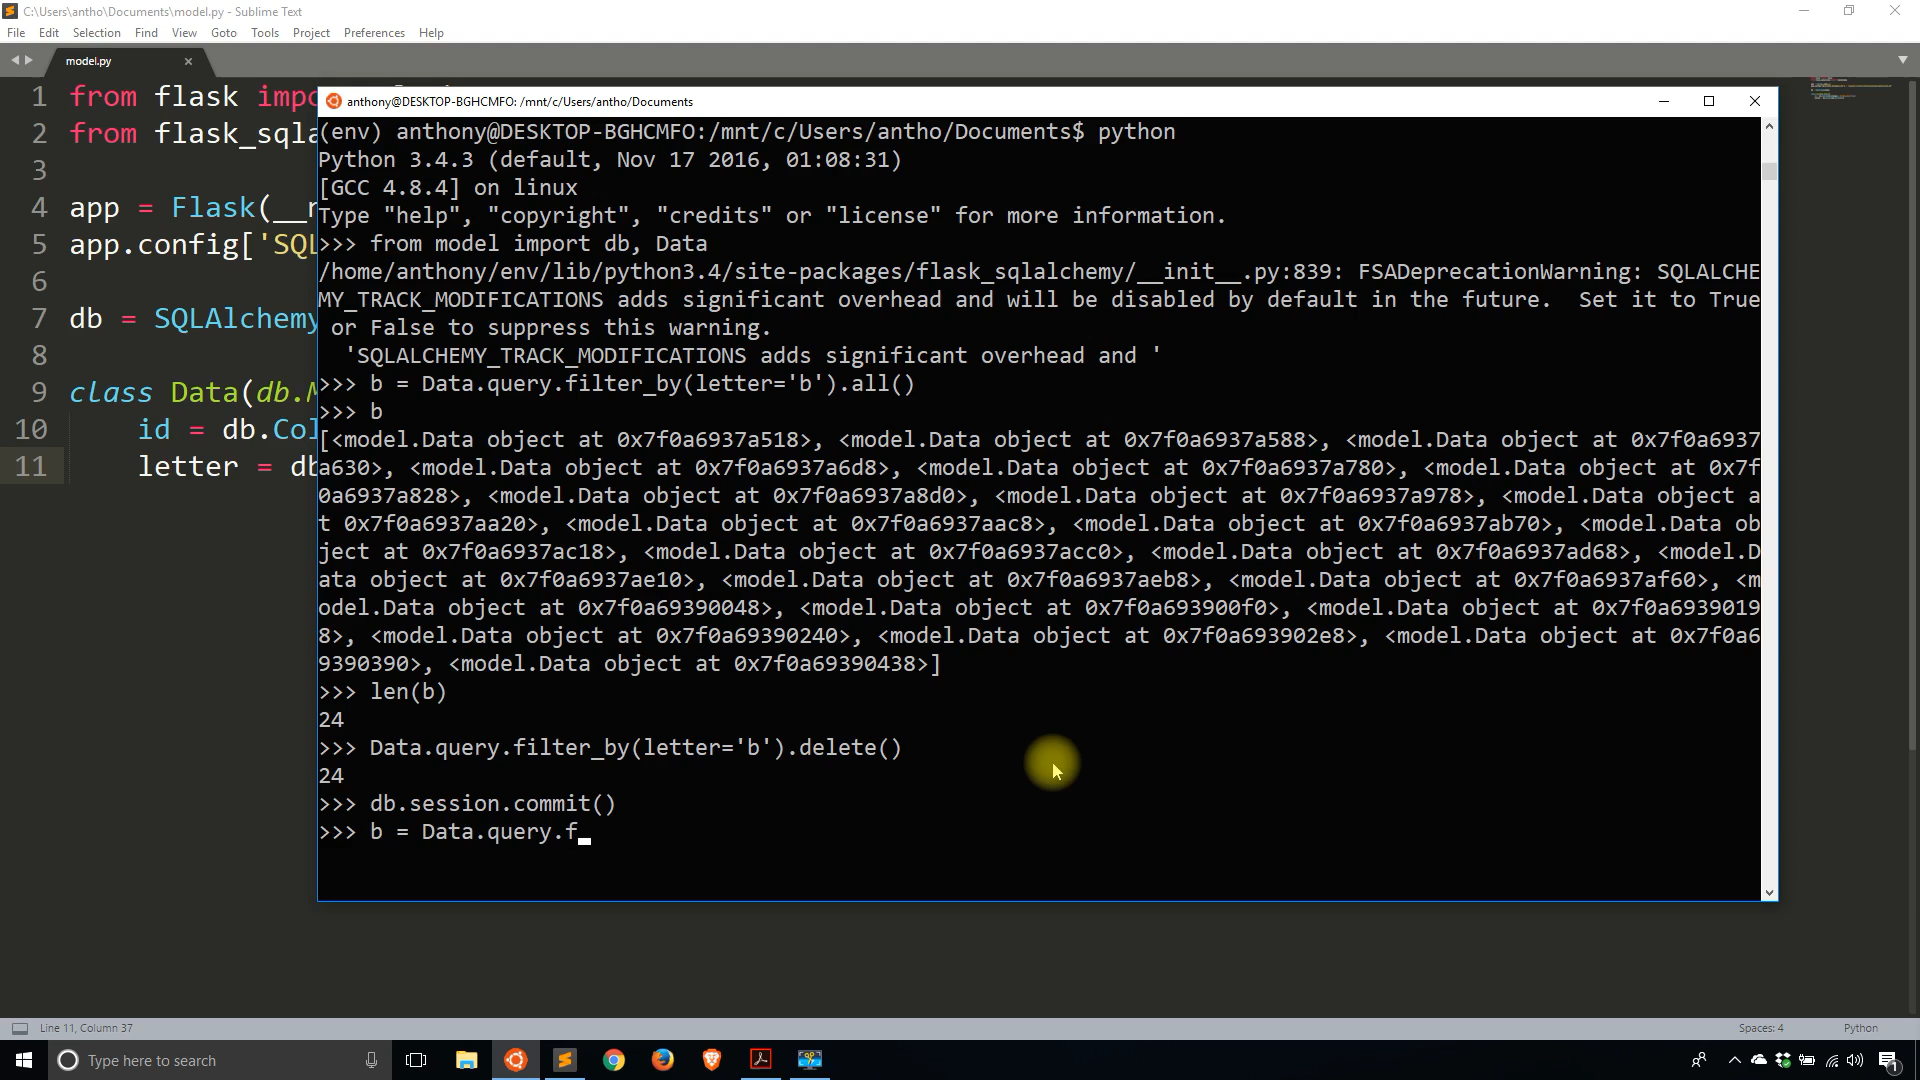 C:\Users\antho\Documents\model.py - Sublime Text
File Edit Selection Find View Goto Tools Project Preferences Help
model.py
1 from flask impo
2 from flask_sqla
3
4 app = Flask(__n
5 app.config['SQL
6
7 db = SQLAlchemy
8
9 class Data(db.M
10 id = db.Col
11 letter = db
anthony@DESKTOP-BGHCMFO: /mnt/c/Users/antho/Documents
(env) anthony@DESKTOP-BGHCMFO:/mnt/c/Users/antho/Documents$ python
Python 3.4.3 (default, Nov 17 2016, 01:08:31)
[GCC 4.8.4] on linux
Type "help", "copyright", "credits" or "license" for more information.
>>> from model import db, Data
/home/anthony/env/lib/python3.4/site-packages/flask_sqlalchemy/__init__.py:839: FSADeprecationWarning: SQLALCHE
MY_TRACK_MODIFICATIONS adds significant overhead and will be disabled by default in the future.  Set it to True
 or False to suppress this warning.
  'SQLALCHEMY_TRACK_MODIFICATIONS adds significant overhead and '
>>> b = Data.query.filter_by(letter='b').all()
>>> b
[<model.Data object at 0x7f0a6937a518>, <model.Data object at 0x7f0a6937a588>, <model.Data object at 0x7f0a6937
a630>, <model.Data object at 0x7f0a6937a6d8>, <model.Data object at 0x7f0a6937a780>, <model.Data object at 0x7f
0a6937a828>, <model.Data object at 0x7f0a6937a8d0>, <model.Data object at 0x7f0a6937a978>, <model.Data object a
t 0x7f0a6937aa20>, <model.Data object at 0x7f0a6937aac8>, <model.Data object at 0x7f0a6937ab70>, <model.Data ob
ject at 0x7f0a6937ac18>, <model.Data object at 0x7f0a6937acc0>, <model.Data object at 0x7f0a6937ad68>, <model.D
ata object at 0x7f0a6937ae10>, <model.Data object at 0x7f0a6937aeb8>, <model.Data object at 0x7f0a6937af60>, <m
odel.Data object at 0x7f0a69390048>, <model.Data object at 0x7f0a693900f0>, <model.Data object at 0x7f0a6939019
8>, <model.Data object at 0x7f0a69390240>, <model.Data object at 0x7f0a693902e8>, <model.Data object at 0x7f0a6
9390390>, <model.Data object at 0x7f0a69390438>]
>>> len(b)
24
>>> Data.query.filter_by(letter='b').delete()
24
>>> db.session.commit()
>>> b = Data.query.f
Line 11, Column 37
Spaces: 4
Python
Type here to search
1